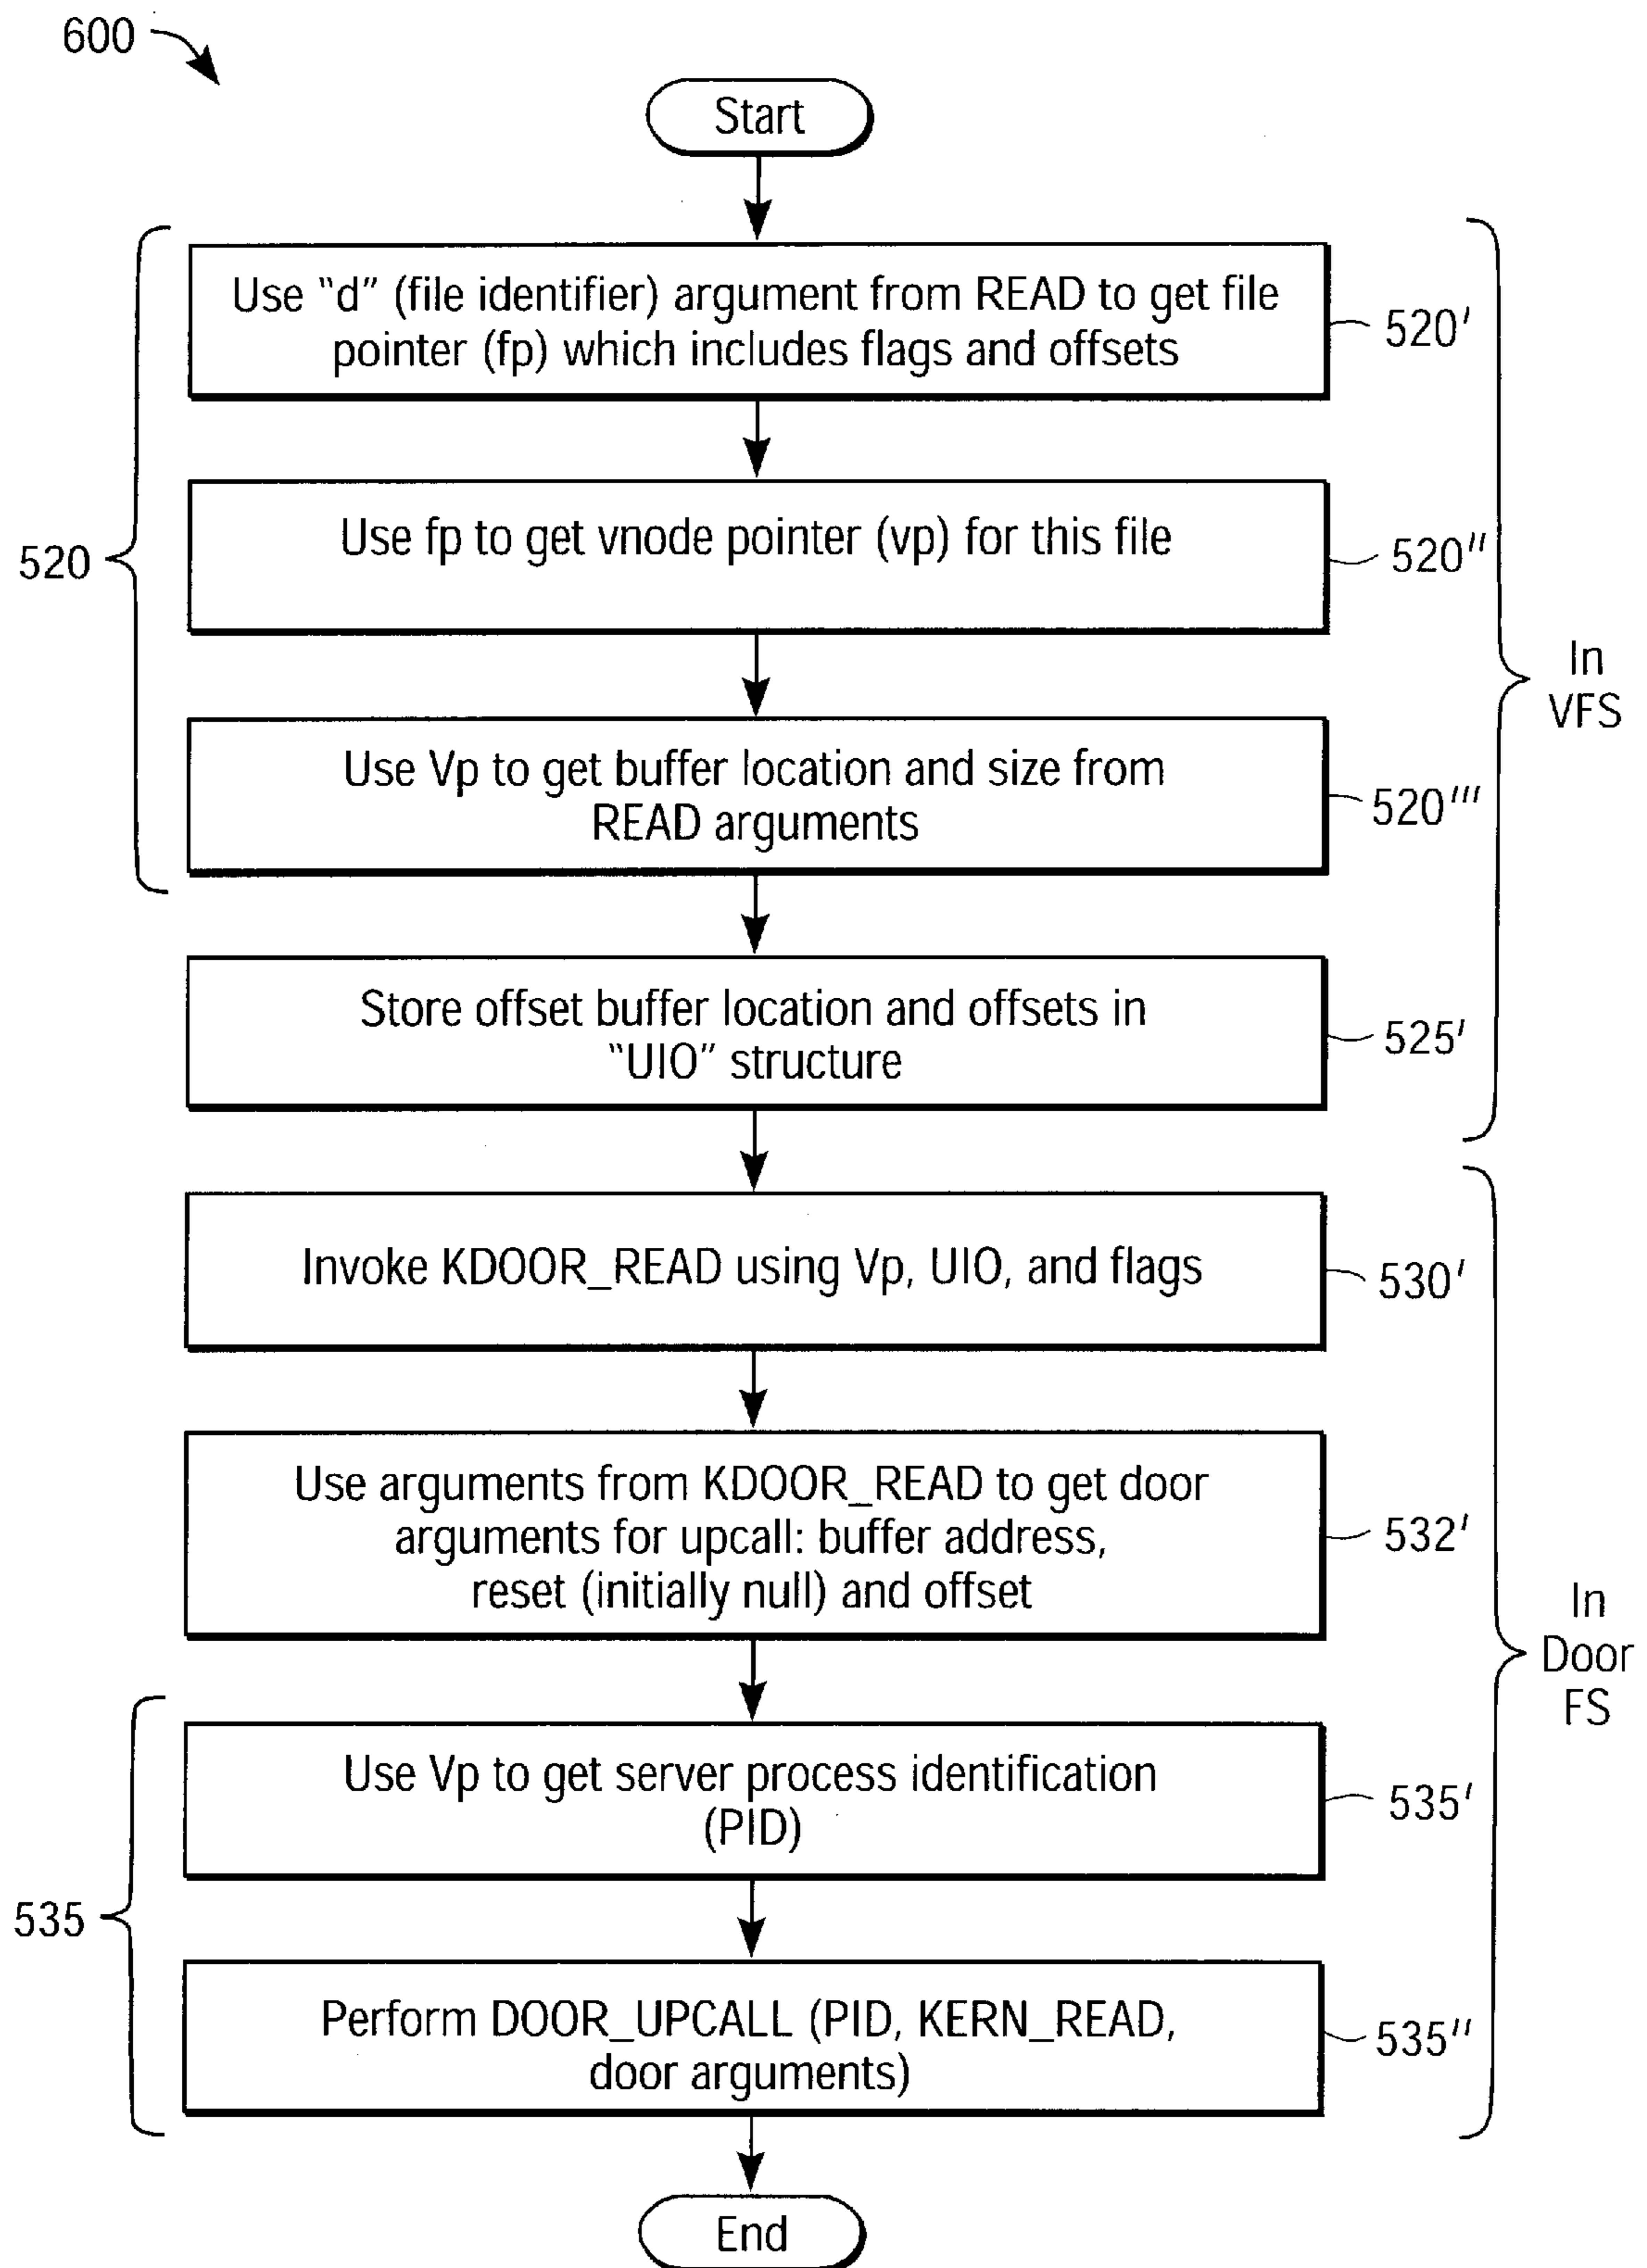 600
Start
Use “d” (file identifier) argument from READ to get file
pointer (fp) which includes flags and offsets
520′
Use fp to get vnode pointer (vp) for this file
520″
520
In
VFS
Use Vp to get buffer location and size from
READ arguments
520‴
Store offset buffer location and offsets in
“UIO” structure
525′
Invoke KDOOR_READ using Vp, UIO, and flags
530′
Use arguments from KDOOR_READ to get door
arguments for upcall: buffer address,
reset (initially null) and offset
532′
In
Door
FS
Use Vp to get server process identification
(PID)
535′
535
Perform DOOR_UPCALL (PID, KERN_READ,
door arguments)
535″
End